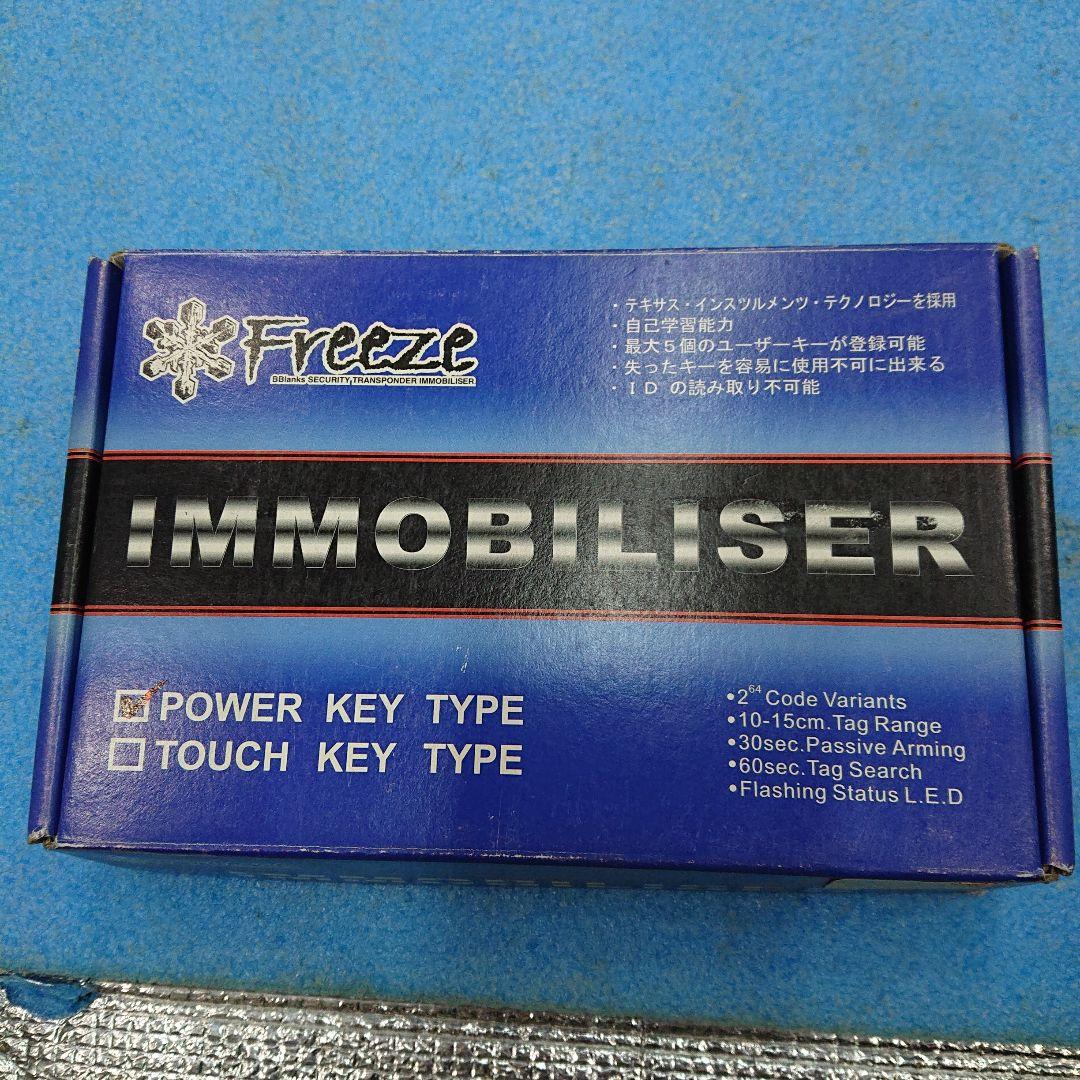 Freeze
BBlanks SECURITY TRANSPONDER IMMOBILISER
・テキサス・インスツルメンツ・テクノロジーを採用
・自己学習能力
・最大5個のユーザーキーが登録可能
・失ったキーを容易に使用不可に出来る
・ＩＤ の読み取り不可能
IMMOBILISER
POWER KEY TYPE
TOUCH KEY TYPE
•2⁶⁴ Code Variants
•10-15cm.Tag Range
•30sec.Passive Arming
•60sec.Tag Search
•Flashing Status L.E.D